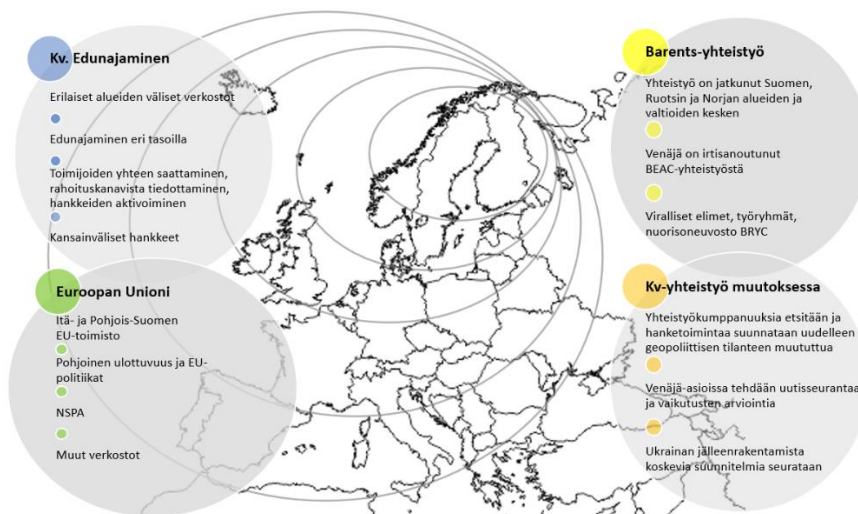 Kv. Edunajaminen
Erilaiset alueiden väliset verkostot
Edunajaminen eri tasoilla
Toimijoiden yhteen saattaminen,
rahoituskanavista tiedottaminen,
hankkeiden aktivoiminen
Kansainväliset hankkeet
Euroopan Unioni
Itä- ja Pohjois-Suomen
EU-toimisto
Pohjoinen ulottuvuus ja EU-
politiikat
NSPA
Muut verkostot
Barents-yhteistyö
Yhteistyö on jatkunut Suomen,
Ruotsin ja Norjan alueiden ja
valtioiden kesken
Venäjä on irtisanoutunut
BEAC-yhteistyöstä
Viralliset elimet, työryhmät,
nuorisoneuvosto BRYC
Kv-yhteistyö muutoksessa
Yhteistyökumppanuuksia etsitään ja
hanketoimintaa suunnataan uudelleen
geopoliittisen tilanteen muututtua
Venäjä-asioissa tehdään uutisseurantaa
ja vaikutusten arviointia
Ukrainan jälleenrakentamista
koskevia suunnitelmia seurataan